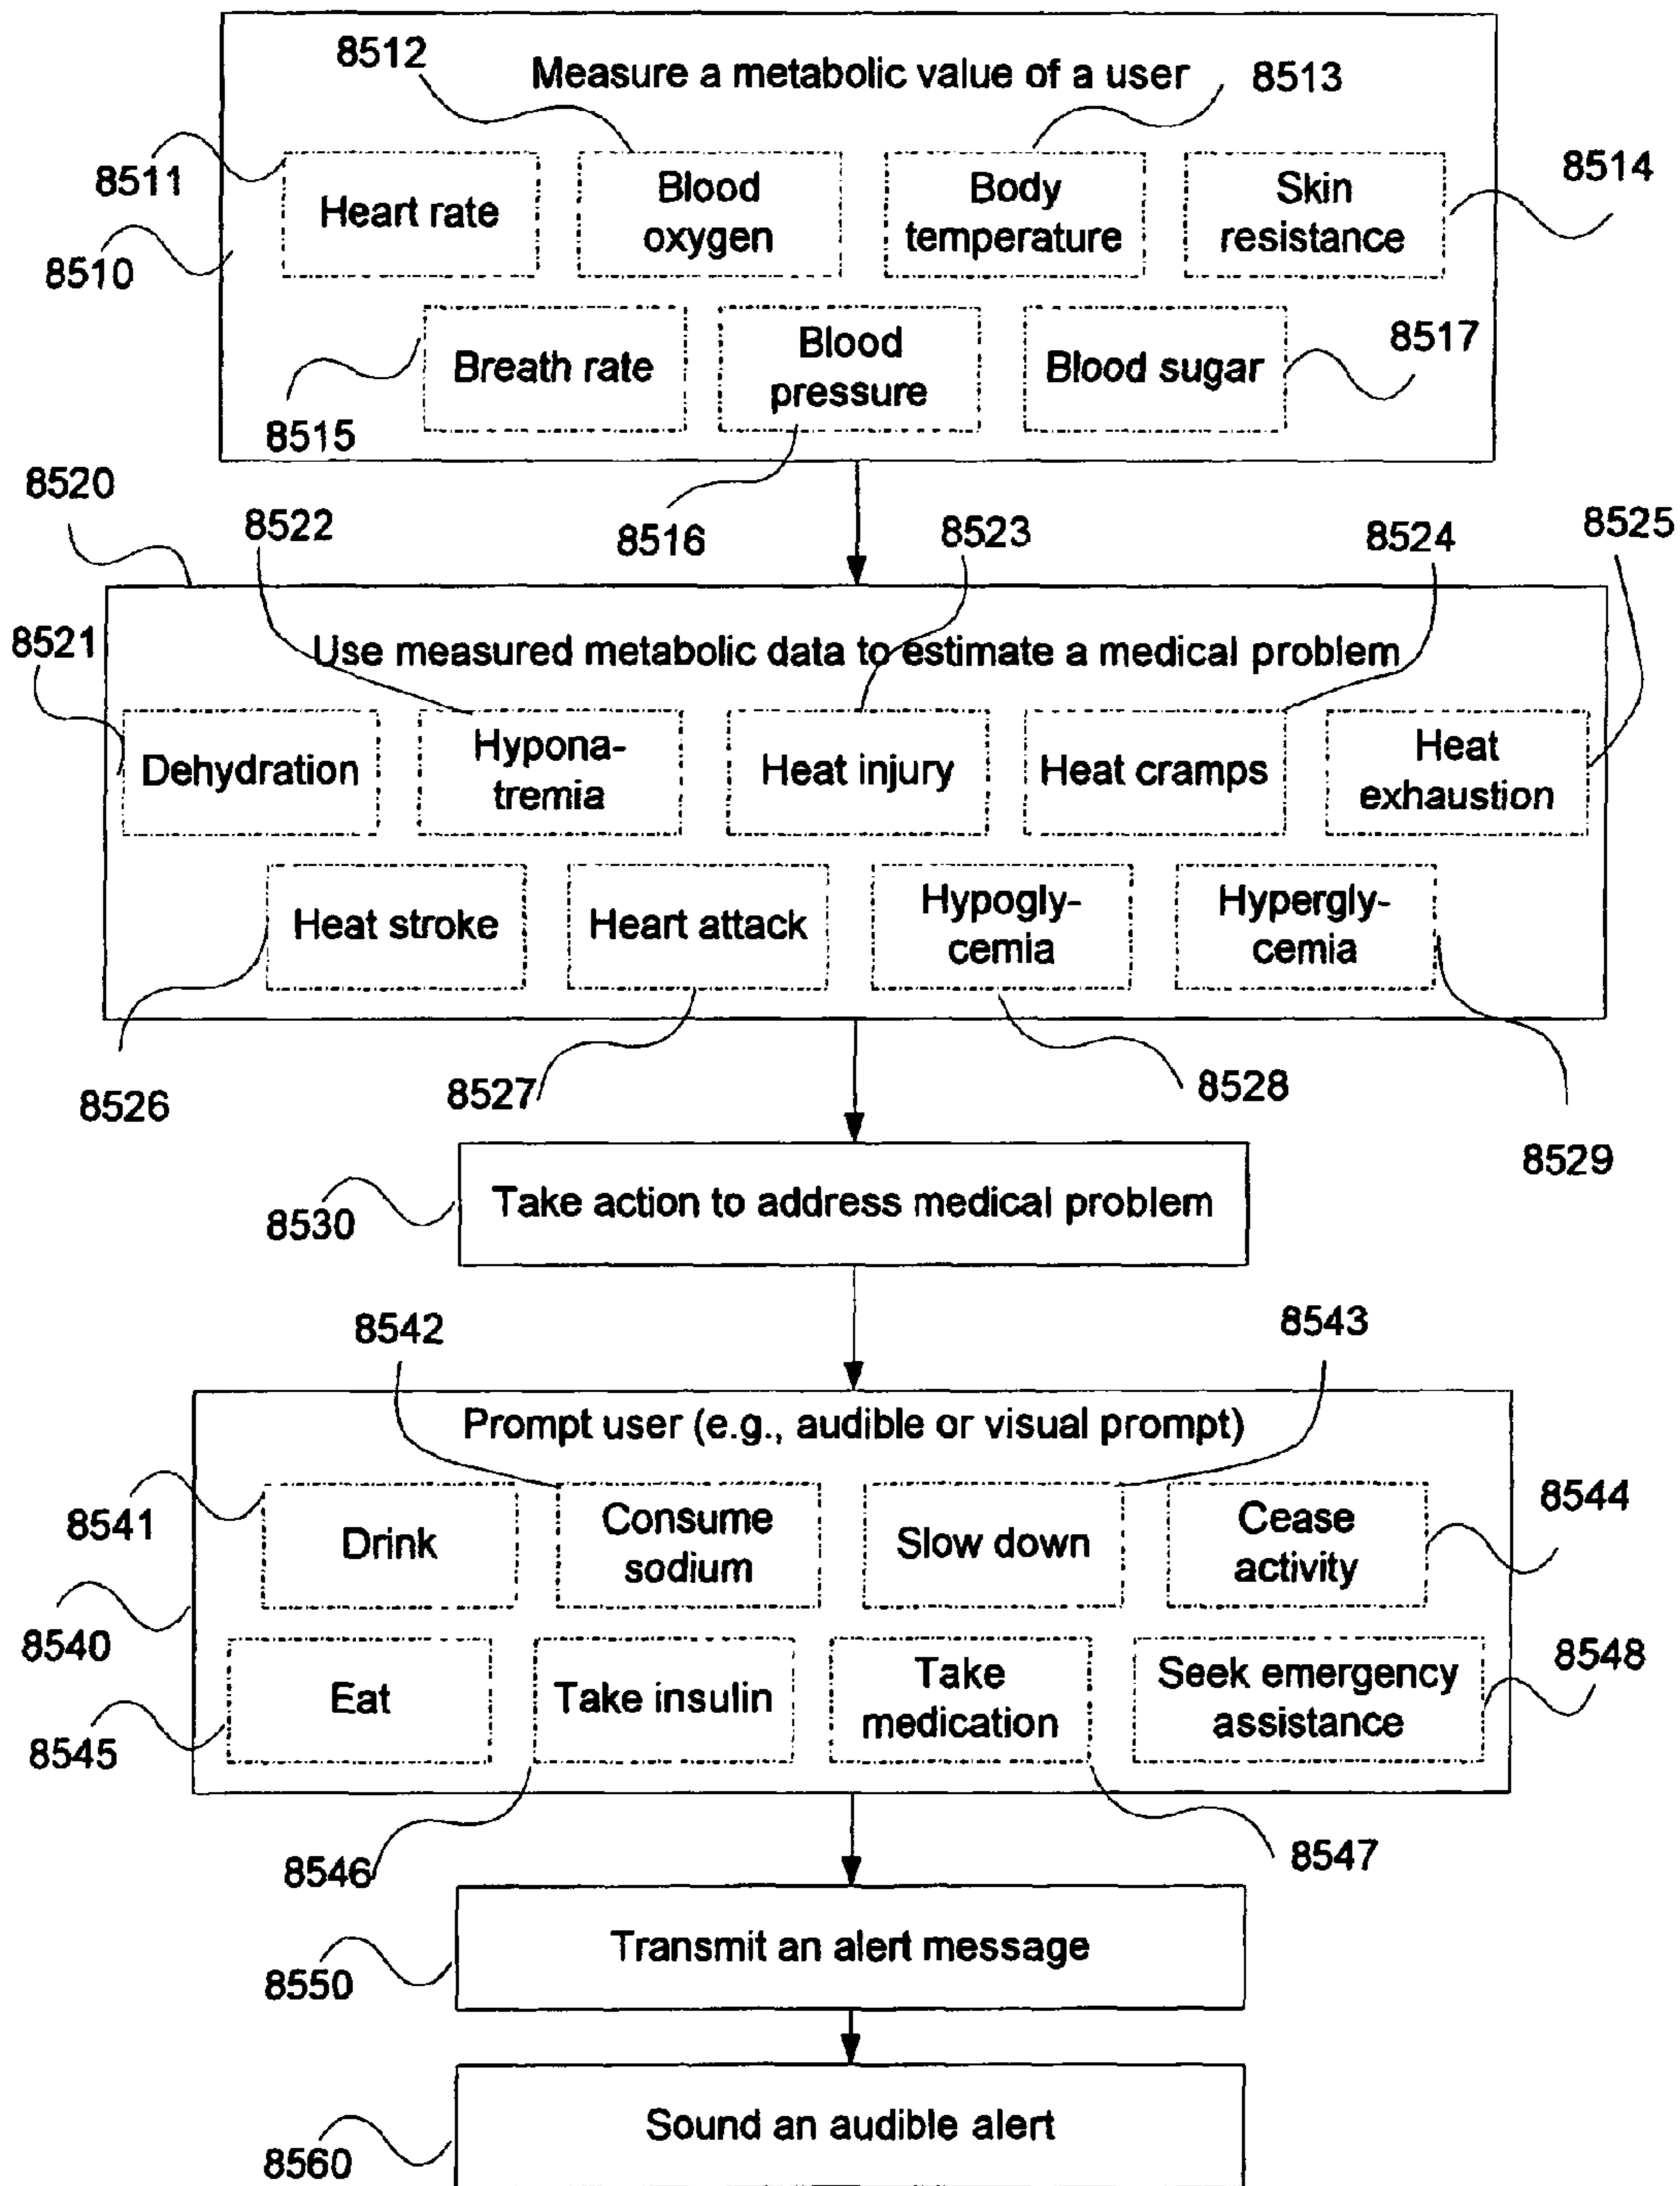 8512
Measure a metabolic value of a user
8513
8511
Heart rate
Blood
oxygen
Body
temperature
Skin
resistance
8514
8510
8515
Breath rate
Blood
pressure
Blood sugar
8517
8520
8522
8516
8523
8524
8525
8521
Use measured metabolic data to estimate a medical problem
Dehydration
Hypona-
tremia
Heat injury
Heat cramps
Heat
exhaustion
Heat stroke
Heart attack
Hypogly-
cemia
Hypergly-
cemia
8526
8527
8528
8529
8530
Take action to address medical problem
8542
8543
Prompt user (e.g., audible or visual prompt)
8541
Drink
Consume
sodium
Slow down
Cease
activity
8544
8540
Eat
Take insulin
Take
medication
Seek emergency
assistance
8548
8545
8546
8547
Transmit an alert message
8550
Sound an audible alert
8560